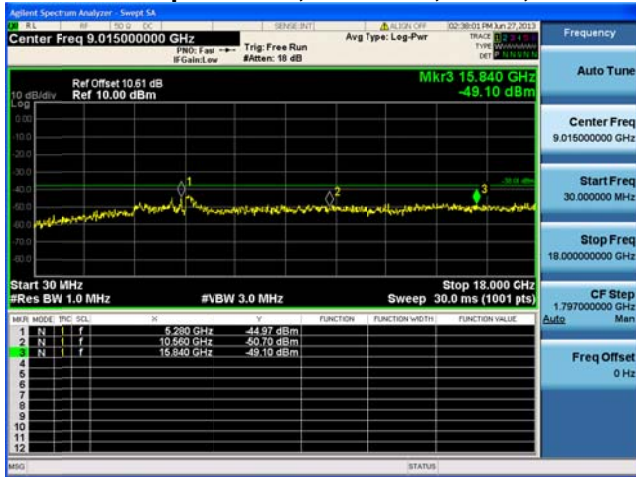 Agilent Spectrum Analyzer - Swept SA
RL RF 50 Ω DC SENSE:INT ALIGN OFF 02:38:01 PM Jun 27, 2013
Center Freq 9.015000000 GHz
PNO: Fast Trig: Free Run
IFGain:Low #Atten: 18 dB
Avg Type: Log-Pwr
TRACE 1 2 3 4 5 6
TYPE
DET P N N N N N
Frequency
Ref Offset 10.61 dB
10 dB/div Ref 10.00 dBm
Log
Mkr3 15.840 GHz
-49.10 dBm
Auto Tune
0.00
-10.0
-20.0
-30.0
-40.0
-50.0
-60.0
-70.0
-80.0
1
2
3
Center Freq
9.015000000 GHz
Start Freq
30.000000 MHz
Stop Freq
18.000000000 GHz
Start 30 MHz Stop 18.000 GHz
#Res BW 1.0 MHz #VBW 3.0 MHz Sweep 30.0 ms (1001 pts)
CF Step
1.797000000 GHz
Auto Man
MKR MODE TRC SCL X Y FUNCTION FUNCTION WIDTH FUNCTION VALUE
1 N 1 f 5.280 GHz -44.97 dBm
2 N 1 f 10.560 GHz -50.70 dBm
3 N 1 f 15.840 GHz -49.10 dBm
4
5
6
7
8
9
10
11
12
Freq Offset
0 Hz
MSG STATUS